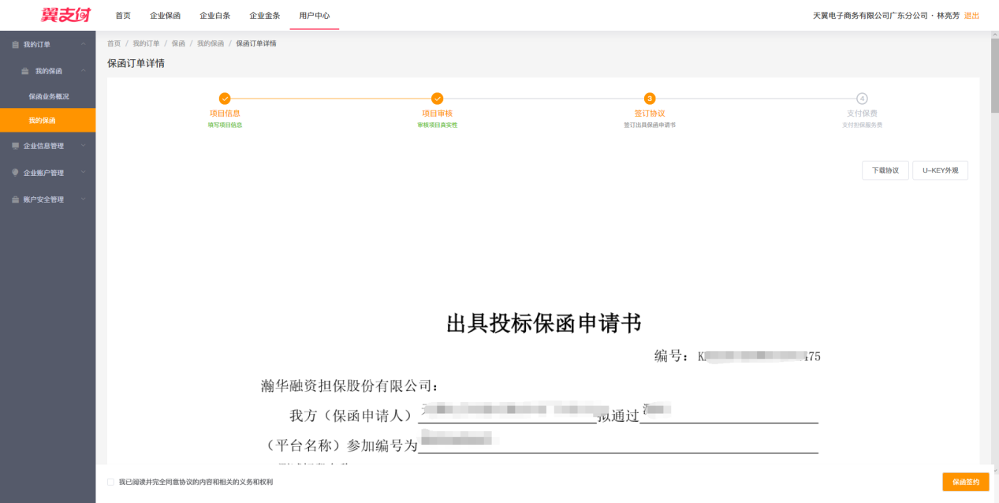 翼支付
首页 企业保函 企业白条 企业金条 用户中心
天翼电子商务有限公司广东分公司 · 林亮芳 退出
我的订单
我的保函
保函业务概况
我的保函
企业信息管理
企业账户管理
账户安全管理
首页 / 我的订单 / 保函 / 我的保函 / 保函订单详情
保函订单详情
3 4
项目信息 项目审核 签订协议 支付保费
填写项目信息 审核项目真实性 签订出具保函申请书 支付担保服务费
下载协议 U-KEY外观
出具投标保函申请书
编号：K 475
瀚华融资担保股份有限公司：
我方（保函申请人） 拟通过
（平台名称）参加编号为
我已阅读并完全同意协议的内容和相关的义务和权利
保函签约